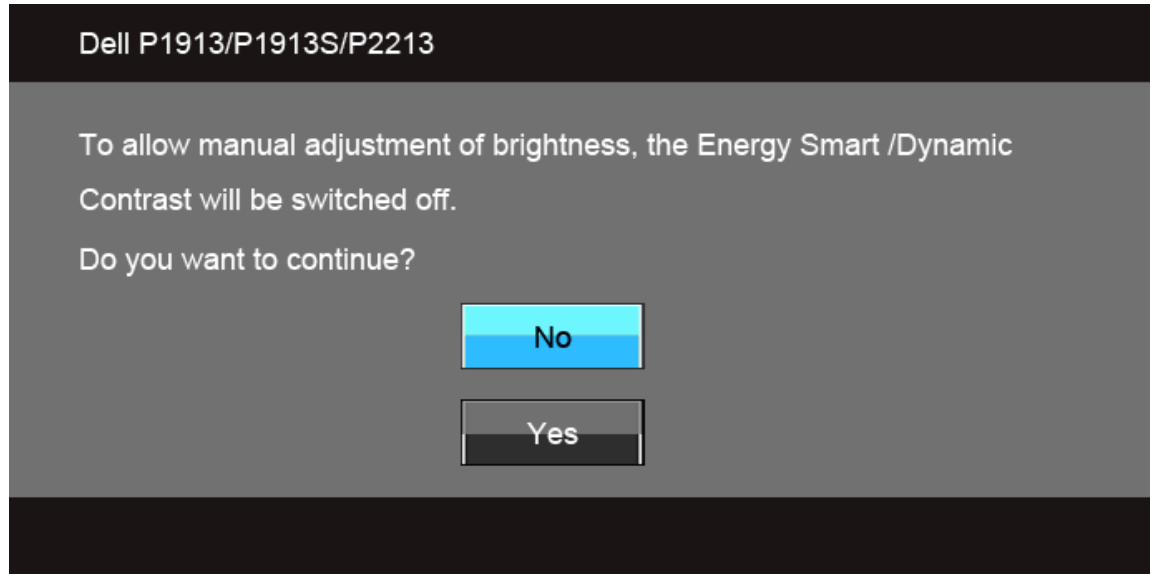 Dell P1913/P1913S/P2213
To allow manual adjustment of brightness, the Energy Smart /Dynamic
Contrast will be switched off.
Do you want to continue?
No
Yes